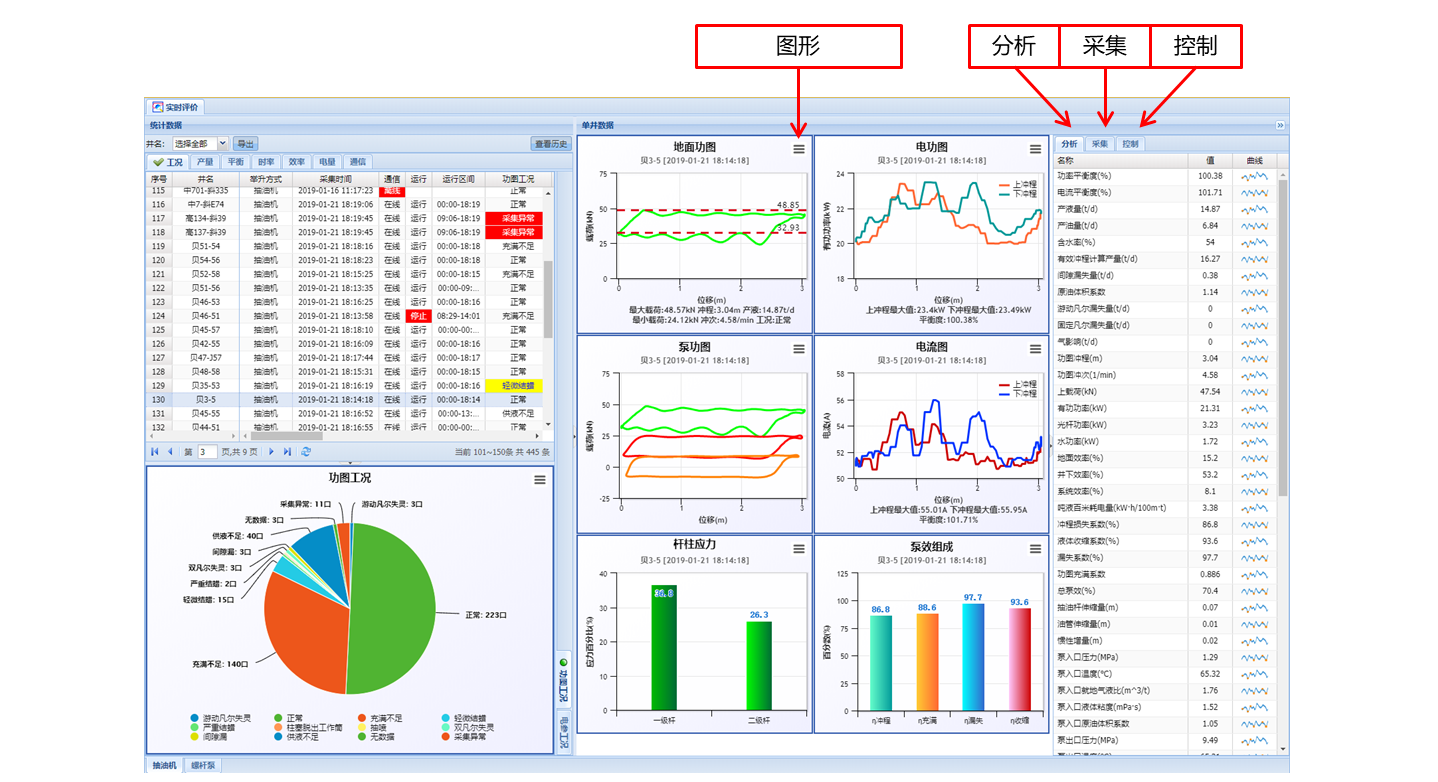 图形
分析 采集 控制
实时评价
统计数据
井名: 选择全部 导出 查看历史
工况 产量 平衡 时率 效率 电量 通信
序号 井名 举升方式 采集时间 通信 运行 运行区间 功图工况
115 中701-斜335 抽油机 2019-01-16 11:17:23 离线 正常
116 中7-斜E74 抽油机 2019-01-21 18:19:06 在线 运行 00:00-18:19 正常
117 高134-斜39 抽油机 2019-01-21 18:19:45 在线 运行 09:06-18:19 采集异常
118 高137-斜39 抽油机 2019-01-21 18:19:45 在线 运行 09:06-18:19 采集异常
119 贝51-54 抽油机 2019-01-21 18:18:16 在线 运行 00:00-18:18 充满不足
120 贝54-56 抽油机 2019-01-21 18:18:23 在线 运行 00:00-18:18 正常
121 贝52-58 抽油机 2019-01-21 18:15:25 在线 运行 00:00-18:15 充满不足
122 贝51-56 抽油机 2019-01-21 18:13:35 在线 运行 00:00-09:... 正常
123 贝46-53 抽油机 2019-01-21 18:16:25 在线 运行 00:00-18:16 正常
124 贝46-51 抽油机 2019-01-21 18:13:58 在线 停止 08:29-14:01 充满不足
125 贝45-57 抽油机 2019-01-21 18:18:10 在线 运行 00:00-00:... 正常
126 贝42-55 抽油机 2019-01-21 18:16:09 在线 运行 00:00-18:16 正常
127 贝47-J57 抽油机 2019-01-21 18:17:44 在线 运行 00:00-18:17 正常
128 贝48-58 抽油机 2019-01-21 18:15:31 在线 运行 00:00-18:15 正常
129 贝35-53 抽油机 2019-01-21 18:16:19 在线 运行 00:00-18:16 轻微结蜡
130 贝3-5 抽油机 2019-01-21 18:14:18 在线 运行 00:00-18:14 正常
131 贝45-55 抽油机 2019-01-21 18:16:52 在线 运行 00:00-13:... 供液不足
132 贝44-51 抽油机 2019-01-21 18:16:55 在线 运行 00:00-00:... 正常
第 3 页,共 9 页 当前 101~150条 共 445 条
功图工况
采集异常: 11口 游动凡尔失灵: 3口
无数据: 3口
供液不足: 40口
间隙漏: 3口
双凡尔失灵: 3口
严重结蜡: 2口
轻微结蜡: 15口
正常: 223口
充满不足: 140口
游动凡尔失灵 正常 充满不足 轻微结蜡
严重结蜡 柱塞脱出工作筒 抽喷 双凡尔失灵
间隙漏 供液不足 无数据 采集异常
功图工况
电参工况
抽油机 螺杆泵
单井数据
地面功图
贝3-5 [2019-01-21 18:14:18]
载荷(kN)
75
50
25
0
48.85
32.93
0 1 2 3
位移(m)
最大载荷:48.57kN 冲程:3.04m 产液:14.87t/d
最小载荷:24.12kN 冲次:4.58/min 工况:正常
电功图
贝3-5 [2019-01-21 18:14:18]
有功功率(kW)
24
22
20
18
上冲程
下冲程
0 1 2 3
位移(m)
上冲程最大值:23.4kW 下冲程最大值:23.49kW
平衡度:100.38%
泵功图
贝3-5 [2019-01-21 18:14:18]
载荷(kN)
75
50
25
0
-25
0 1 2 3
位移(m)
电流图
贝3-5 [2019-01-21 18:14:18]
电流(A)
58
56
54
52
50
上冲程
下冲程
0 1 2 3
位移(m)
上冲程最大值:55.01A 下冲程最大值:55.95A
平衡度:101.71%
杆柱应力
贝3-5 [2019-01-21 18:14:18]
应力百分比(%)
40
30
20
10
0
36.8
26.3
一级杆 二级杆
泵效组成
贝3-5 [2019-01-21 18:14:18]
百分数(%)
125
100
75
50
25
0
86.8 88.6 97.7 93.6
η冲程 η充满 η漏失 η收缩
分析 采集 控制
名称 值 曲线
功率平衡度(%) 100.38
电流平衡度(%) 101.71
产液量(t/d) 14.87
产油量(t/d) 6.84
含水率(%) 54
有效冲程计算产量(t/d) 16.27
间隙漏失量(t/d) 0.38
原油体积系数 1.14
游动凡尔漏失量(t/d) 0
固定凡尔漏失量(t/d) 0
气影响(t/d) 0
功图冲程(m) 3.04
功图冲次(1/min) 4.58
上载荷(kN) 47.54
有功功率(kW) 21.31
光杆功率(kW) 3.23
水功率(kW) 1.72
地面效率(%) 15.2
井下效率(%) 53.2
系统效率(%) 8.1
吨液百米耗电量(kW·h/100m·t) 3.38
冲程损失系数(%) 86.8
液体收缩系数(%) 93.6
漏失系数(%) 97.7
功图充满系数 0.886
总泵效(%) 70.4
抽油杆伸缩量(m) 0.07
油管伸缩量(m) 0.01
惯性增量(m) 0.02
泵入口压力(MPa) 1.29
泵入口温度(℃) 65.32
泵入口就地气液比(m^3/t) 1.76
泵入口液体粘度(mPa·s) 1.52
泵入口原油体积系数 1.05
泵出口压力(MPa) 9.49